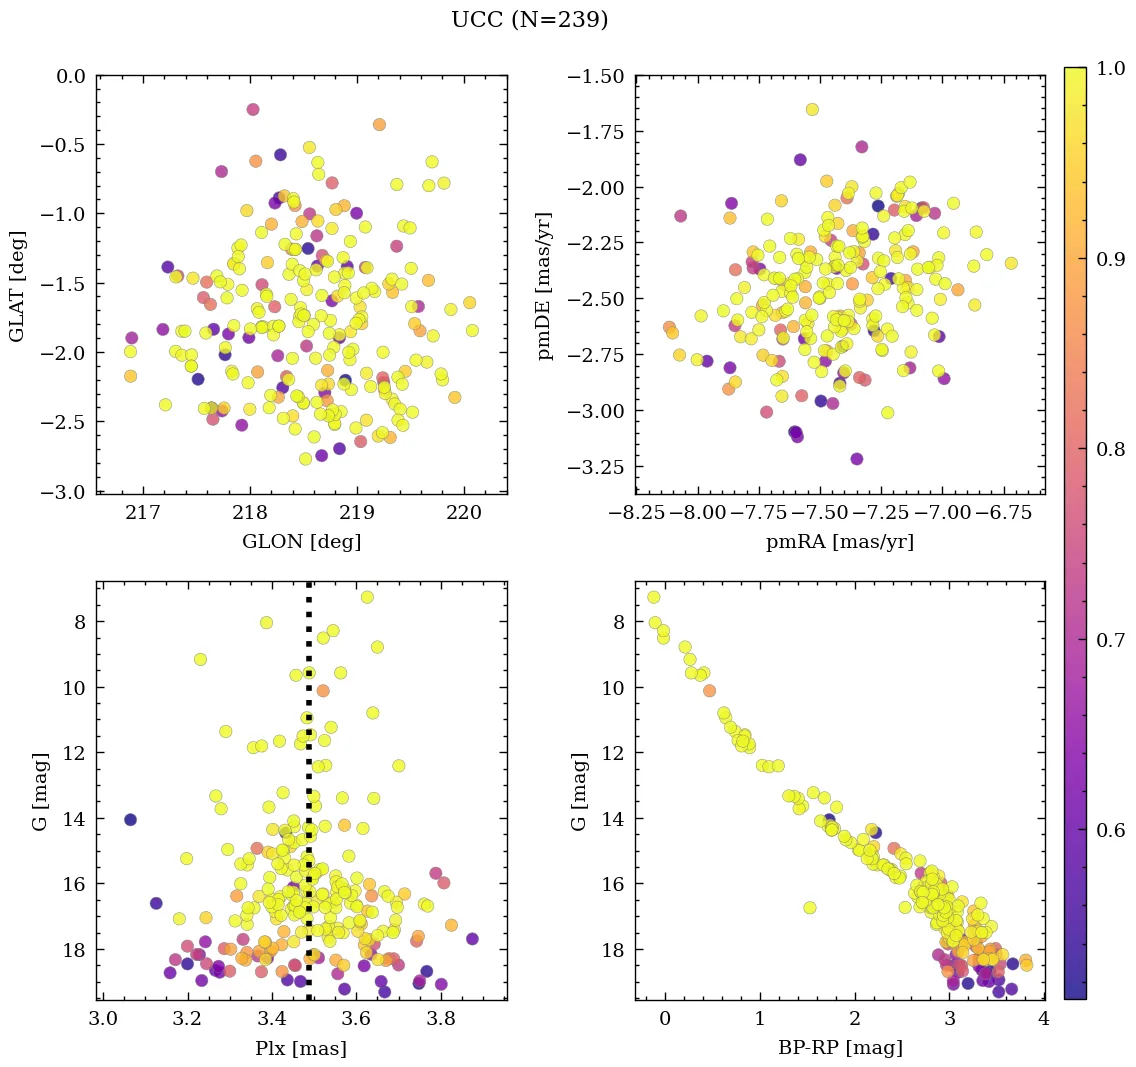 UCC (N=239)
0.0
−0.5
−1.0
−1.5
−2.0
−2.5
−3.0
GLAT [deg]
217 218 219 220
GLON [deg]
−1.50
−1.75
−2.00
−2.25
−2.50
−2.75
−3.00
−3.25
pmDE [mas/yr]
−8.25 −8.00 −7.75 −7.50 −7.25 −7.00 −6.75
pmRA [mas/yr]
8
10
12
14
16
18
G [mag]
3.0 3.2 3.4 3.6 3.8
Plx [mas]
8
10
12
14
16
18
G [mag]
0 1 2 3 4
BP-RP [mag]
1.0
0.9
0.8
0.7
0.6